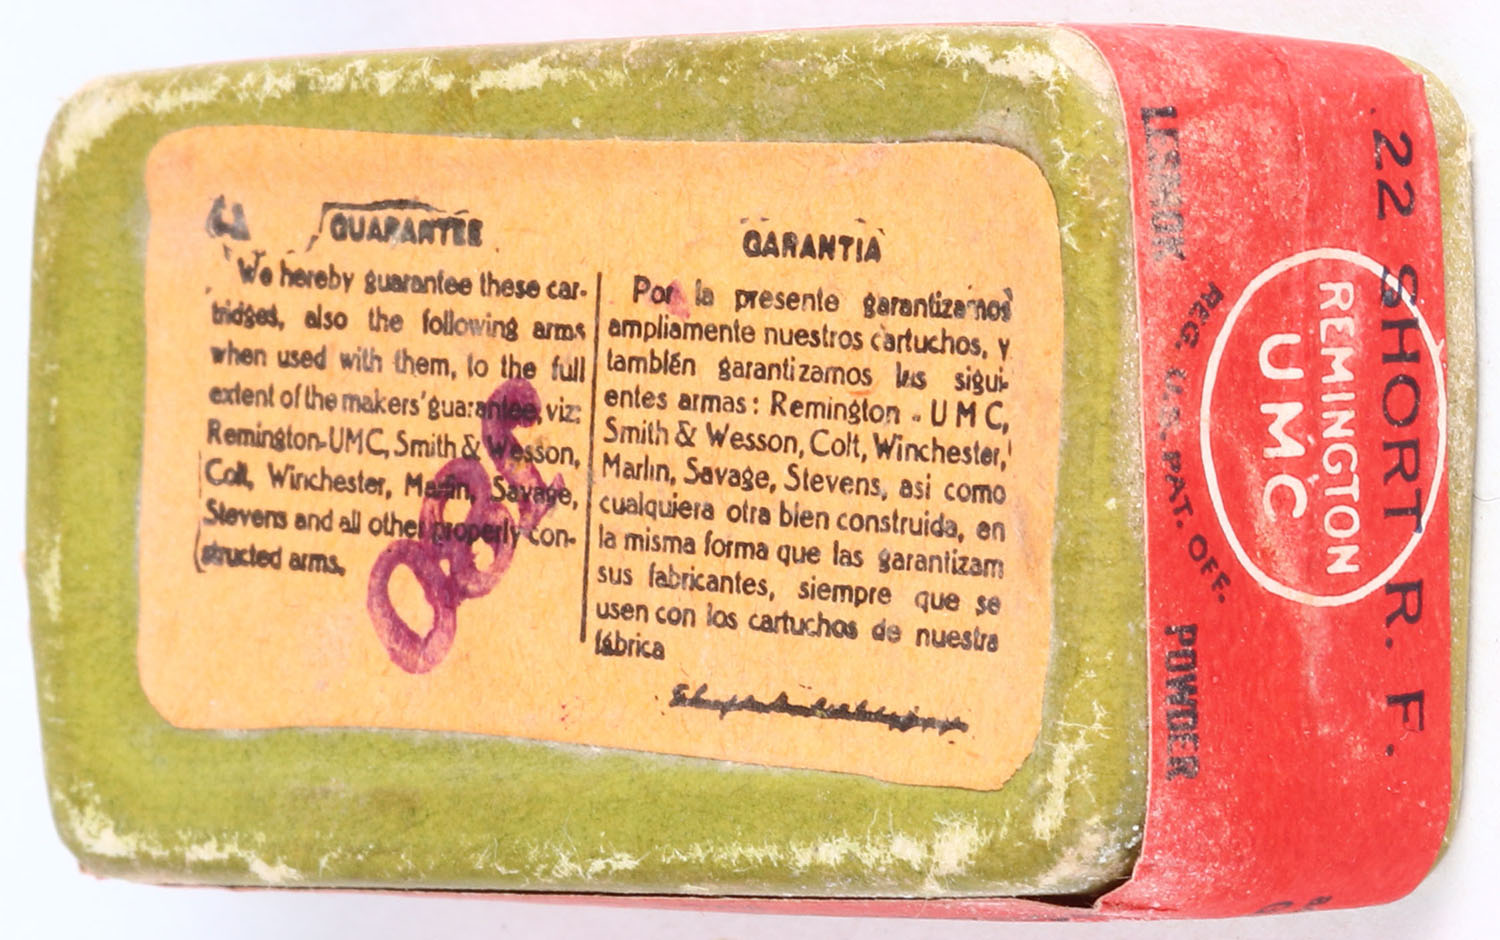 GUARANTEE
We hereby guarantee these car-
tridges, also the following arms
when used with them, to the full
extent of the makers' guarantee, viz:
Remington-UMC, Smith & Wesson,
Colt, Winchester, Marlin, Savage,
Stevens and all other properly con-
structed arms.
GARANTIA
Por la presente garantizamos
ampliamente nuestros cartuchos, y
también garantizamos las sigui-
entes armas: Remington - UMC,
Smith & Wesson, Colt, Winchester,
Marlin, Savage, Stevens, asi como
cualquiera otra bien construida, en
la misma forma que las garantizam
sus fabricantes, siempre que se
usen con los cartuchos de nuestra
fábrica
.22 SHORT R. F.
REMINGTON
UMC
REG. U.S. PAT. OFF.
LESMOK POWDER